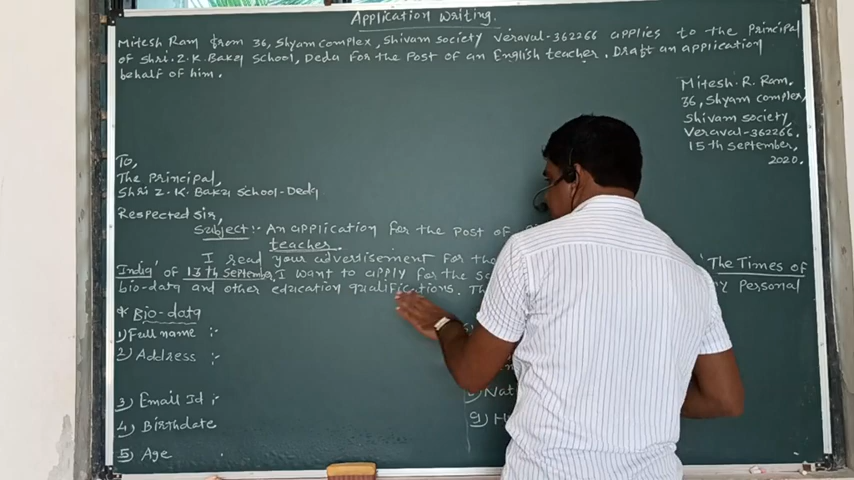 Application Writing.
Mitesh Ram from 36, Shyam complex, Shivam society Veraval-362266 applies to the Principal
of Shri. Z. K. Bakey School, Deda for the Post of an English teacher. Draft an application
behalf of him.
Mitesh. R. Ram.
36, Shyam complex,
Shivam society,
Veraval-362266.
15th September,
2020.
To,
The Principal,
Shri Z. K. Bakey School-Deda
Respected Sir,
Subject:- An application for the post of
teacher.
I read your advertisement for the 'The Times of
India' of 13th September. I want to apply for the Personal
bio-data and other education qualifications.
* Bio-data
1) Full name :-
2) Address :-
3) Email Id :-
4) Birthdate
5) Age
9)